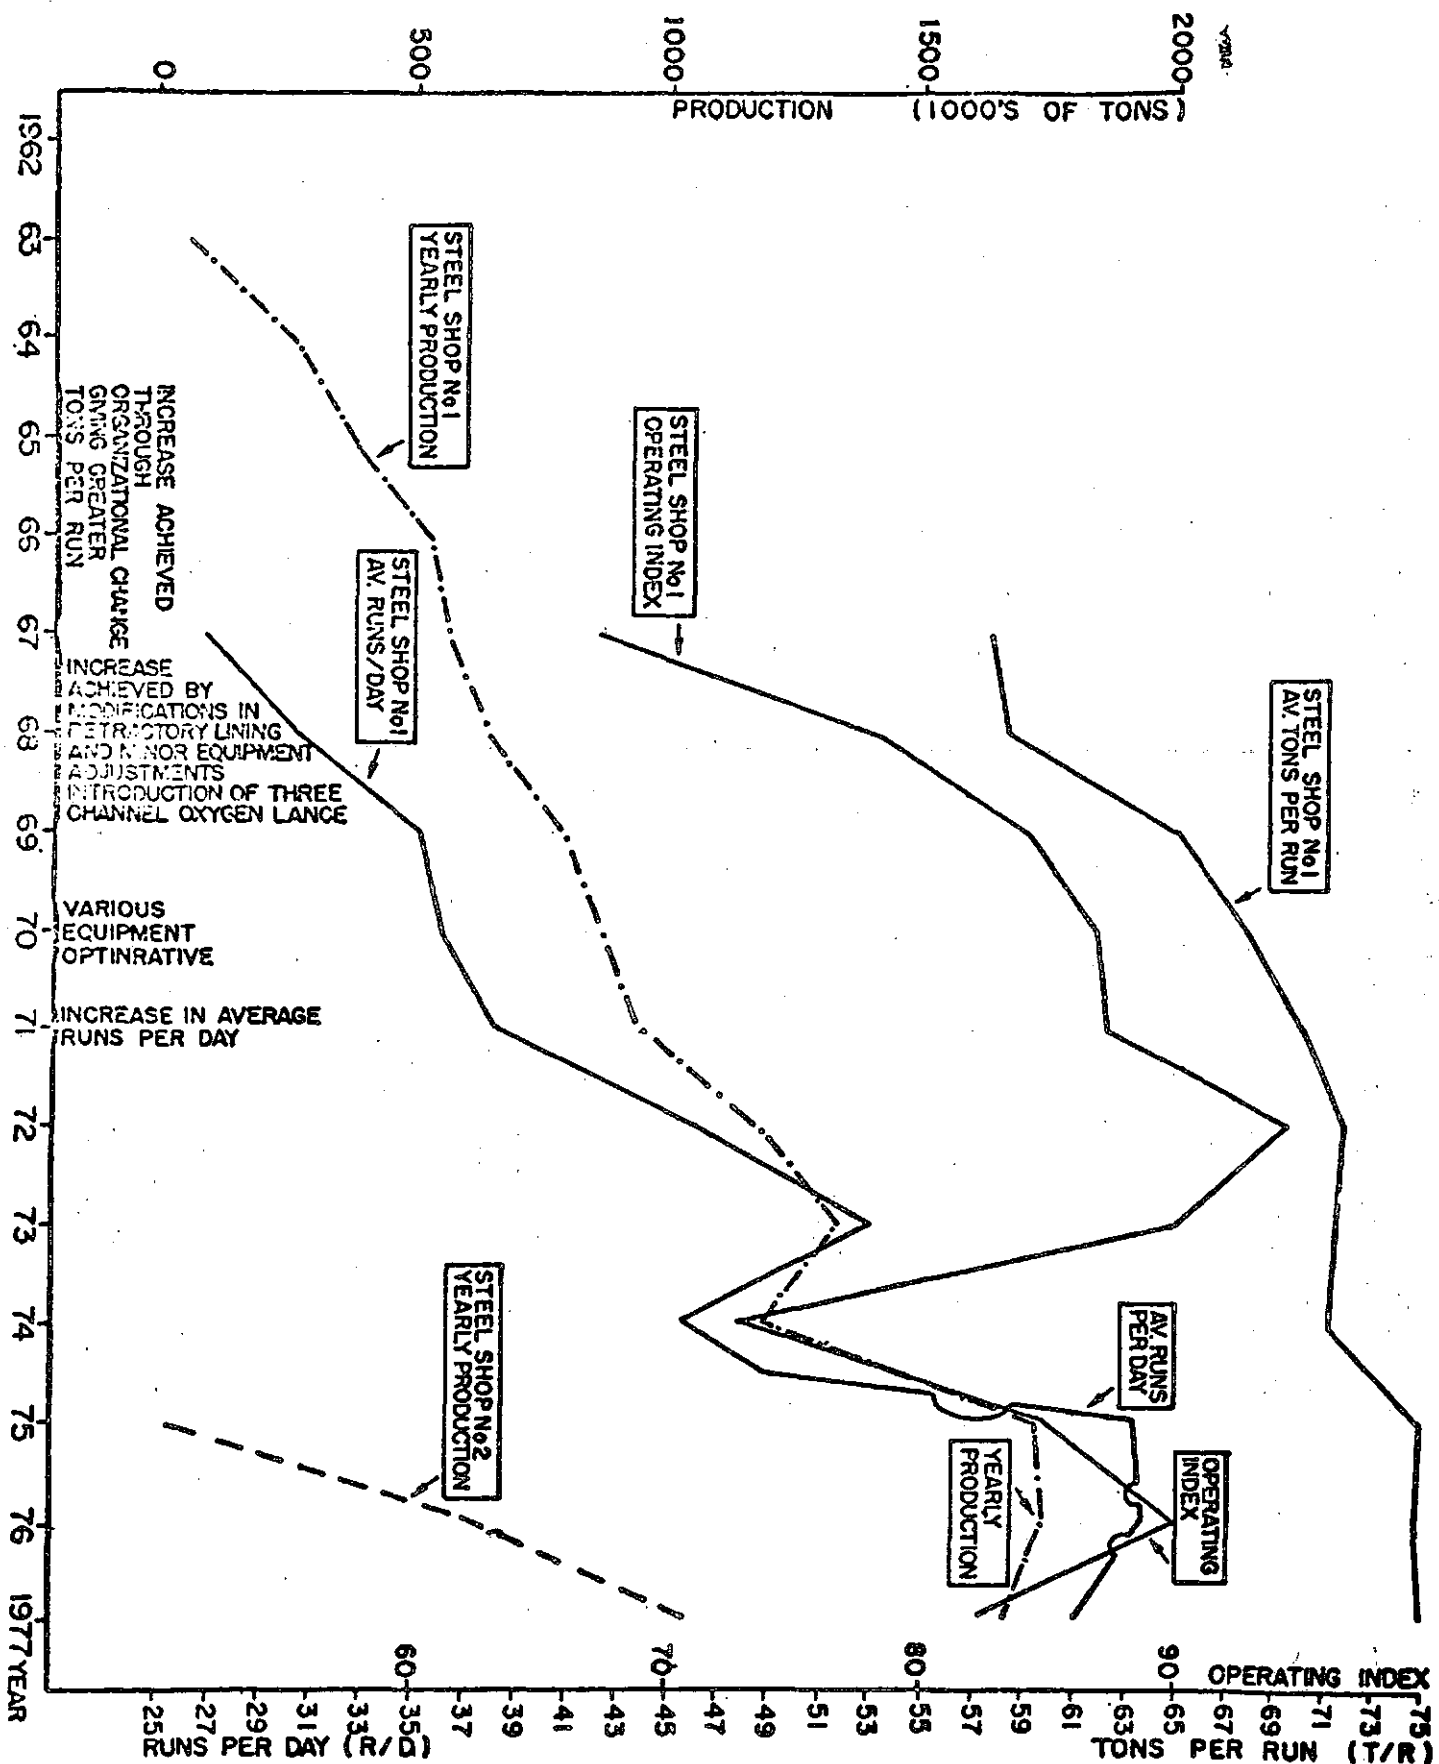 2000
1500
1000
500
0
PRODUCTION (1000'S OF TONS)
STEEL SHOP No1
AV. TONS PER RUN
STEEL SHOP No1
OPERATING INDEX
STEEL SHOP No1
YEARLY PRODUCTION
STEEL SHOP No1
AV. RUNS/DAY
AV. RUNS
PER DAY
OPERATING
INDEX
YEARLY
PRODUCTION
STEEL SHOP No2
YEARLY PRODUCTION
INCREASE ACHIEVED
THROUGH
ORGANIZATIONAL CHANGE
GIVING GREATER
TONS PER RUN
INCREASE
ACHIEVED BY
MODIFICATIONS IN
REFRACTORY LINING
AND MINOR EQUIPMENT
ADJUSTMENTS
INTRODUCTION OF THREE
CHANNEL OXYGEN LANCE
VARIOUS
EQUIPMENT
OPTINRATIVE
INCREASE IN AVERAGE
RUNS PER DAY
1962 63 64 65 66 67 68 69 70 71 72 73 74 75 76 1977 YEAR
OPERATING INDEX
90
80
70
60
75
73
71
69
67
65
63
61
59
57
55
53
51
49
47
45
43
41
39
37
35
33
31
29
27
25
TONS PER RUN (T/R)
RUNS PER DAY (R/D)